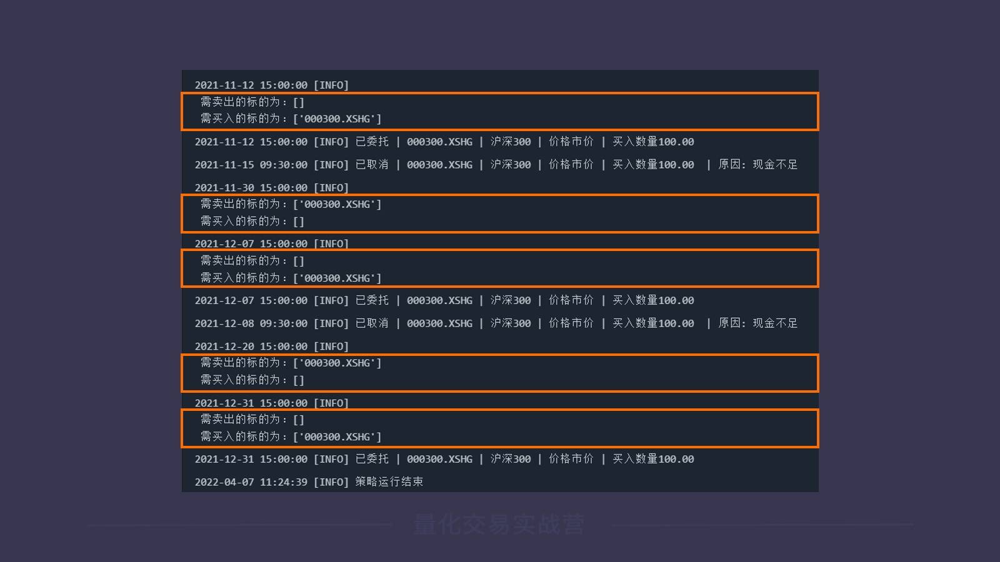 2021-11-12 15:00:00 [INFO]
需卖出的标的为：[]
需买入的标的为：['000300.XSHG']
2021-11-12 15:00:00 [INFO] 已委托 | 000300.XSHG | 沪深300 | 价格市价 | 买入数量100.00
2021-11-15 09:30:00 [INFO] 已取消 | 000300.XSHG | 沪深300 | 价格市价 | 买入数量100.00 | 原因: 现金不足
2021-11-30 15:00:00 [INFO]
需卖出的标的为：['000300.XSHG']
需买入的标的为：[]
2021-12-07 15:00:00 [INFO]
需卖出的标的为：[]
需买入的标的为：['000300.XSHG']
2021-12-07 15:00:00 [INFO] 已委托 | 000300.XSHG | 沪深300 | 价格市价 | 买入数量100.00
2021-12-08 09:30:00 [INFO] 已取消 | 000300.XSHG | 沪深300 | 价格市价 | 买入数量100.00 | 原因: 现金不足
2021-12-20 15:00:00 [INFO]
需卖出的标的为：['000300.XSHG']
需买入的标的为：[]
2021-12-31 15:00:00 [INFO]
需卖出的标的为：[]
需买入的标的为：['000300.XSHG']
2021-12-31 15:00:00 [INFO] 已委托 | 000300.XSHG | 沪深300 | 价格市价 | 买入数量100.00
2022-04-07 11:24:39 [INFO] 策略运行结束
量化交易实战营